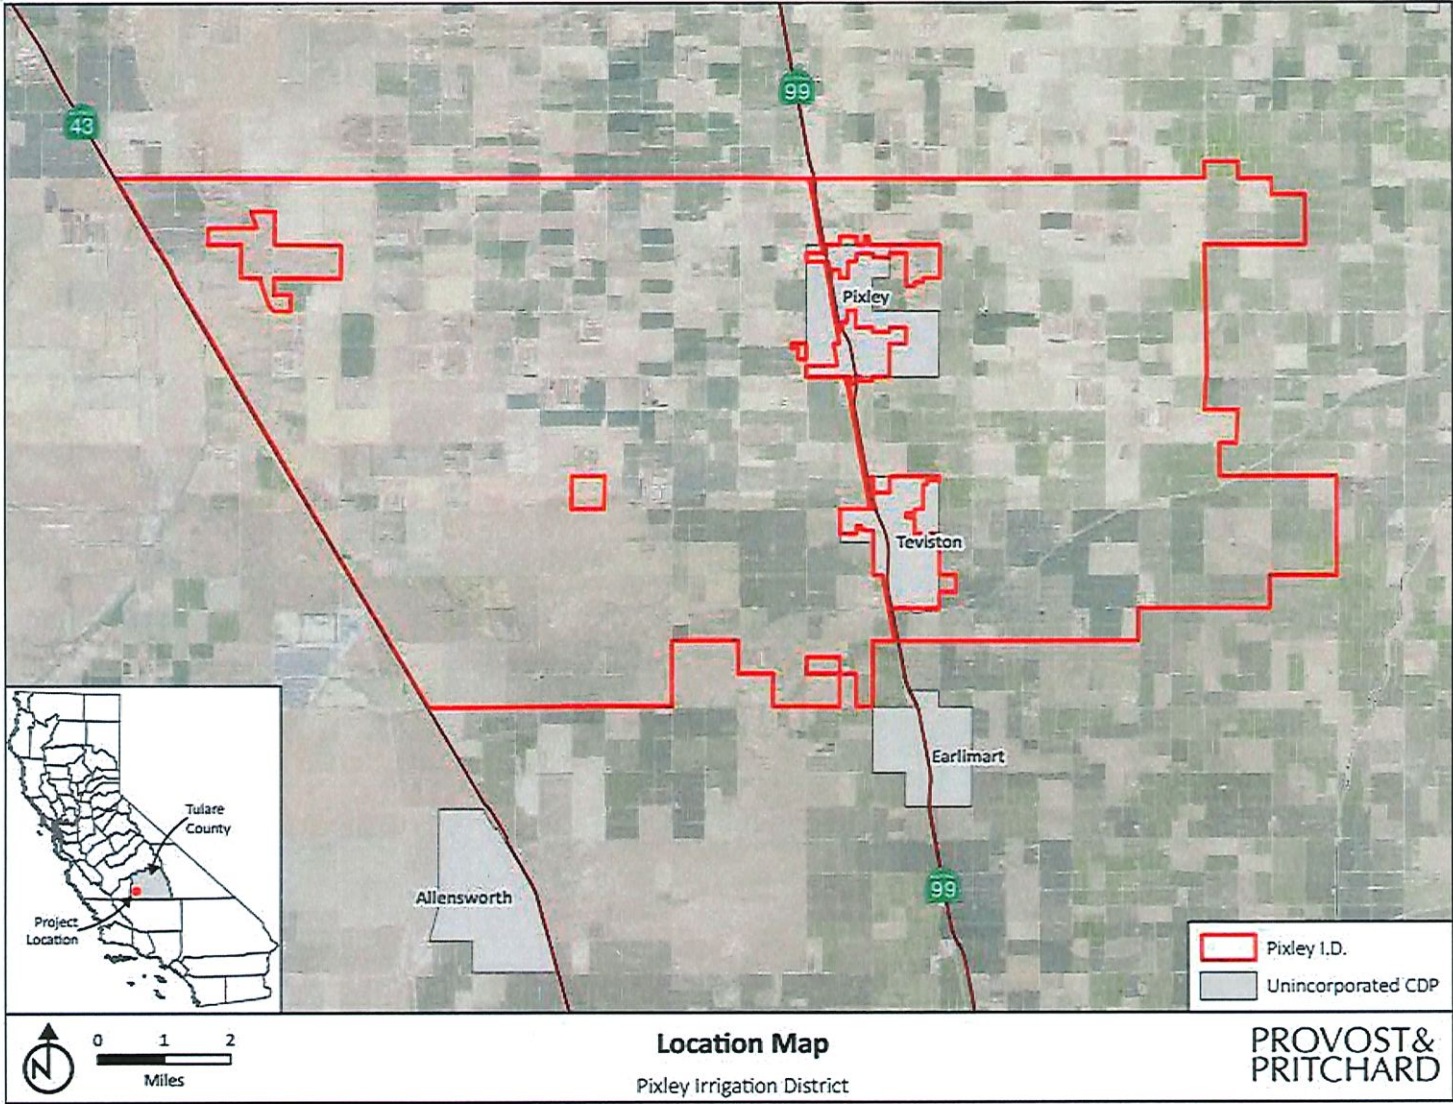 99
43
Pixley
Teviston
Earlimart
Allensworth
99
Tulare
County
Project
Location
Pixley I.D.
Unincorporated CDP
N
0 1 2
Miles
Location Map
Pixley Irrigation District
PROVOST&
PRITCHARD